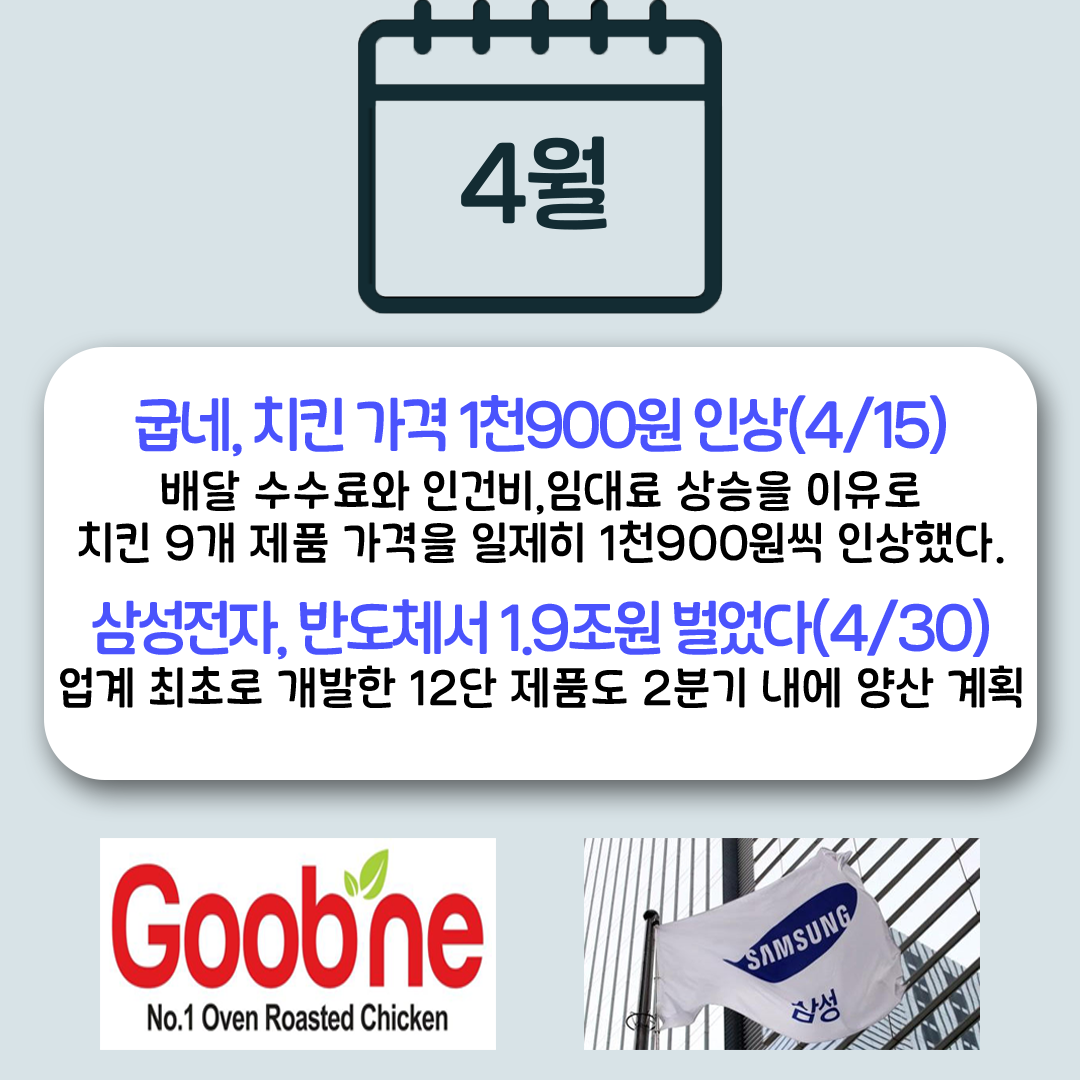 4월
굽네, 치킨 가격 1천900원 인상(4/15)
배달 수수료와 인건비,임대료 상승을 이유로
치킨 9개 제품 가격을 일제히 1천900원씩 인상했다.
삼성전자, 반도체서 1.9조원 벌었다(4/30)
업계 최초로 개발한 12단 제품도 2분기 내에 양산 계획
Goobne
No.1 Oven Roasted Chicken
SAMSUNG
삼성